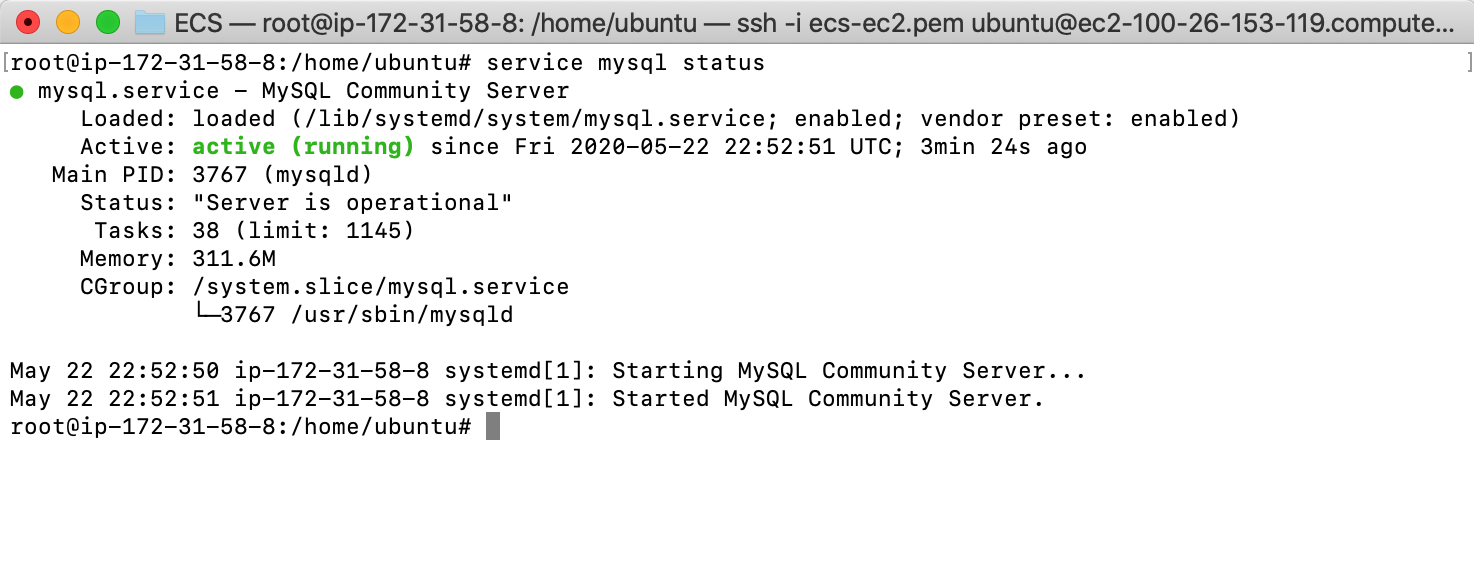 ECS — root@ip-172-31-58-8: /home/ubuntu — ssh -i ecs-ec2.pem ubuntu@ec2-100-26-153-119.compute...
[root@ip-172-31-58-8:/home/ubuntu# service mysql status ]
● mysql.service - MySQL Community Server
     Loaded: loaded (/lib/systemd/system/mysql.service; enabled; vendor preset: enabled)
     Active: active (running) since Fri 2020-05-22 22:52:51 UTC; 3min 24s ago
   Main PID: 3767 (mysqld)
     Status: "Server is operational"
      Tasks: 38 (limit: 1145)
     Memory: 311.6M
     CGroup: /system.slice/mysql.service
             └─3767 /usr/sbin/mysqld
May 22 22:52:50 ip-172-31-58-8 systemd[1]: Starting MySQL Community Server...
May 22 22:52:51 ip-172-31-58-8 systemd[1]: Started MySQL Community Server.
root@ip-172-31-58-8:/home/ubuntu#